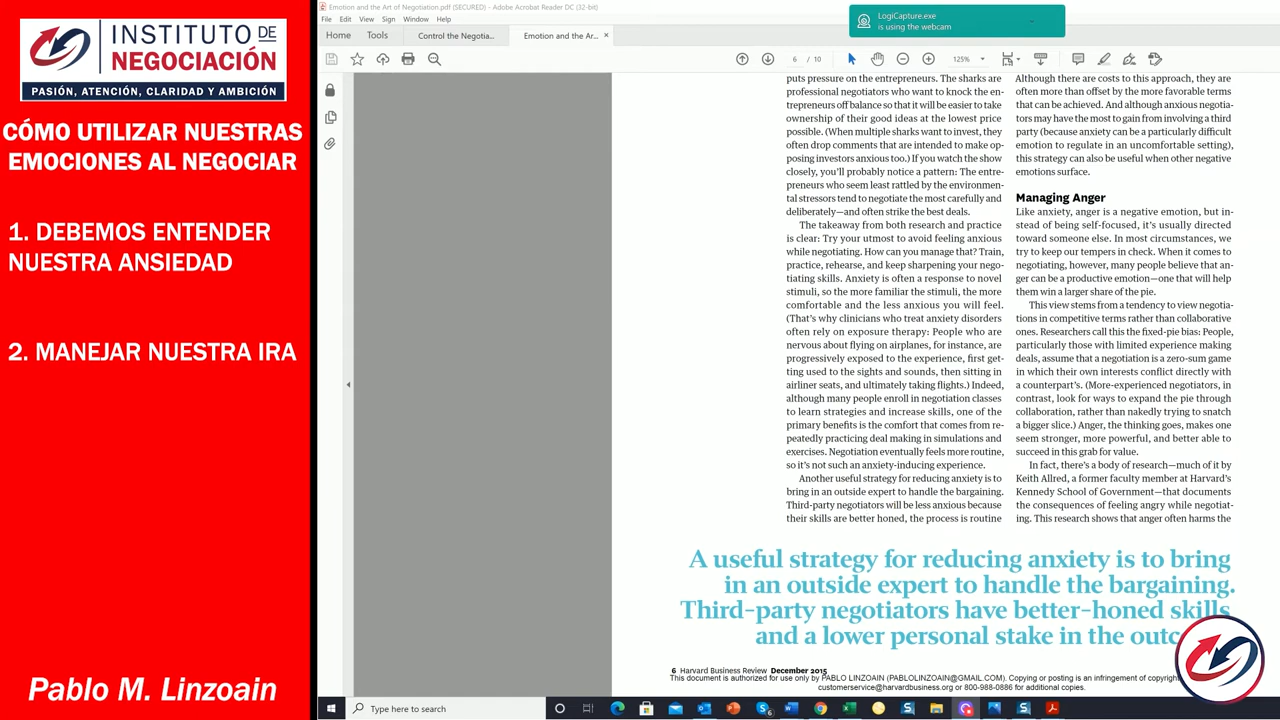 INSTITUTO DE
NEGOCIACIÓN
PASIÓN, ATENCIÓN, CLARIDAD Y AMBICIÓN
CÓMO UTILIZAR NUESTRAS
EMOCIONES AL NEGOCIAR
1. DEBEMOS ENTENDER
NUESTRA ANSIEDAD
2. MANEJAR NUESTRA IRA
Pablo M. Linzoain
Emotion and the Art of Negotiation.pdf (SECURED) - Adobe Acrobat Reader DC (32-bit)
File Edit View Sign Window Help
Home Tools Control the Negotia... Emotion and the Ar... ×
6 / 10 125%
LogiCapture.exe
is using the webcam
puts pressure on the entrepreneurs. The sharks are
professional negotiators who want to knock the en-
trepreneurs off balance so that it will be easier to take
ownership of their good ideas at the lowest price
possible. (When multiple sharks want to invest, they
often drop comments that are intended to make op-
posing investors anxious too.) If you watch the show
closely, you'll probably notice a pattern: The entre-
preneurs who seem least rattled by the environmen-
tal stressors tend to negotiate the most carefully and
deliberately—and often strike the best deals.
The takeaway from both research and practice
is clear: Try your utmost to avoid feeling anxious
while negotiating. How can you manage that? Train,
practice, rehearse, and keep sharpening your nego-
tiating skills. Anxiety is often a response to novel
stimuli, so the more familiar the stimuli, the more
comfortable and the less anxious you will feel.
(That's why clinicians who treat anxiety disorders
often rely on exposure therapy: People who are
nervous about flying on airplanes, for instance, are
progressively exposed to the experience, first get-
ting used to the sights and sounds, then sitting in
airliner seats, and ultimately taking flights.) Indeed,
although many people enroll in negotiation classes
to learn strategies and increase skills, one of the
primary benefits is the comfort that comes from re-
peatedly practicing deal making in simulations and
exercises. Negotiation eventually feels more routine,
so it's not such an anxiety-inducing experience.
Another useful strategy for reducing anxiety is to
bring in an outside expert to handle the bargaining.
Third-party negotiators will be less anxious because
their skills are better honed, the process is routine
Although there are costs to this approach, they are
often more than offset by the more favorable terms
that can be achieved. And although anxious negotia-
tors may have the most to gain from involving a third
party (because anxiety can be a particularly difficult
emotion to regulate in an uncomfortable setting),
this strategy can also be useful when other negative
emotions surface.
Managing Anger
Like anxiety, anger is a negative emotion, but in-
stead of being self-focused, it's usually directed
toward someone else. In most circumstances, we
try to keep our tempers in check. When it comes to
negotiating, however, many people believe that an-
ger can be a productive emotion—one that will help
them win a larger share of the pie.
This view stems from a tendency to view negotia-
tions in competitive terms rather than collaborative
ones. Researchers call this the fixed-pie bias: People,
particularly those with limited experience making
deals, assume that a negotiation is a zero-sum game
in which their own interests conflict directly with
a counterpart's. (More-experienced negotiators, in
contrast, look for ways to expand the pie through
collaboration, rather than nakedly trying to snatch
a bigger slice.) Anger, the thinking goes, makes one
seem stronger, more powerful, and better able to
succeed in this grab for value.
In fact, there's a body of research—much of it by
Keith Allred, a former faculty member at Harvard's
Kennedy School of Government—that documents
the consequences of feeling angry while negotiat-
ing. This research shows that anger often harms the
A useful strategy for reducing anxiety is to bring
in an outside expert to handle the bargaining.
Third-party negotiators have better-honed skills
and a lower personal stake in the
6 Harvard Business Review December 2015
This document is authorized for use only by PABLO LINZOAIN (PABLOLINZOAIN@GMAIL.COM). Copying or posting is an infringement of
customerservice@harvardbusiness.org or 800-988-0886 for additional copies.
Type here to search